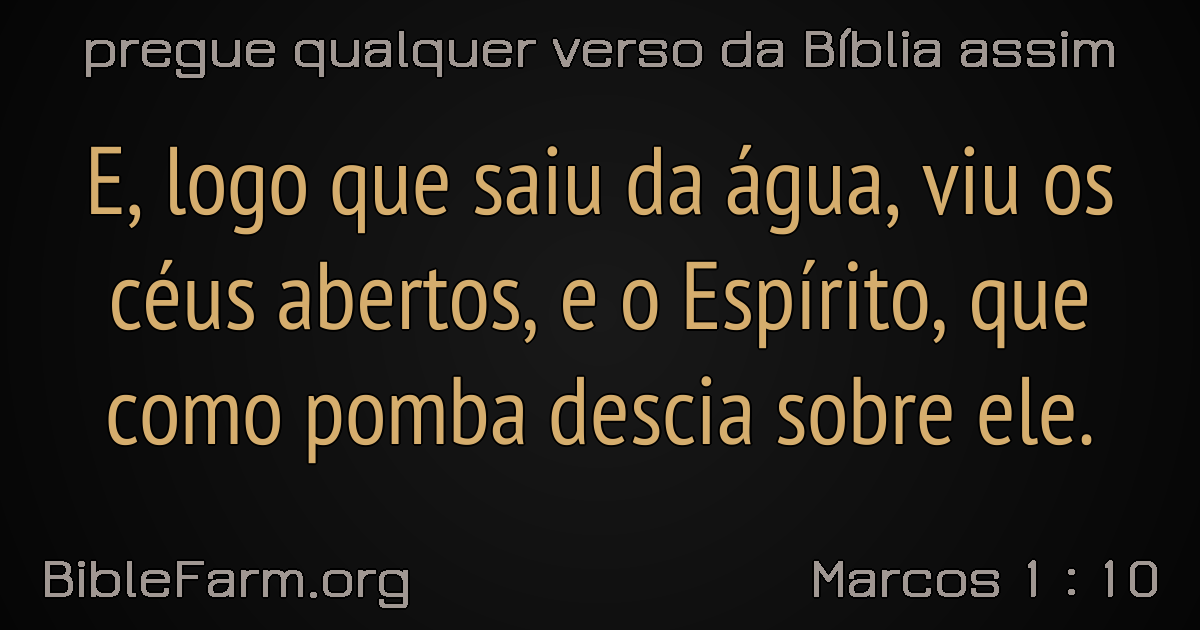 pregue qualquer verso da Bíblia assim
E, logo que saiu da água, viu os
céus abertos, e o Espírito, que
como pomba descia sobre ele.
BibleFarm.org
Marcos 1 : 10